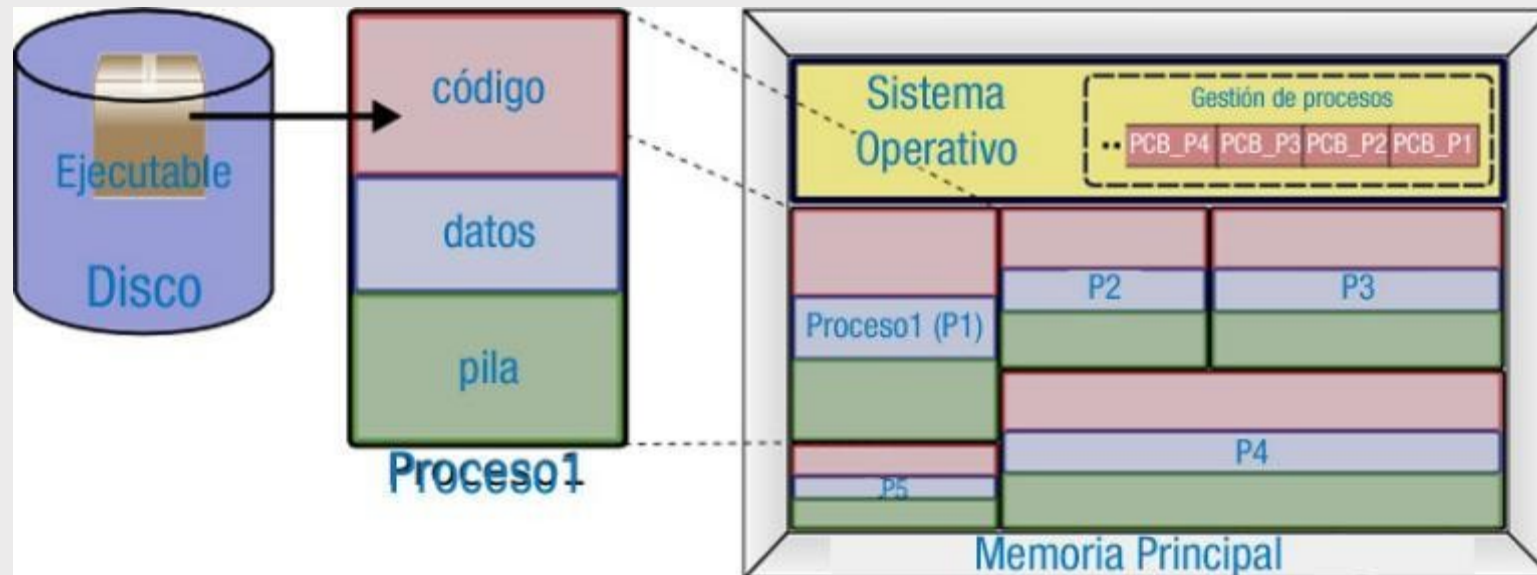 Ejecutable
Disco
código
datos
pila
Proceso1
Sistema
Operativo
Gestión de procesos
•• PCB_P4 PCB_P3 PCB_P2 PCB_P1
Proceso1 (P1)
P2
P3
P4
P5
Memoria Principal